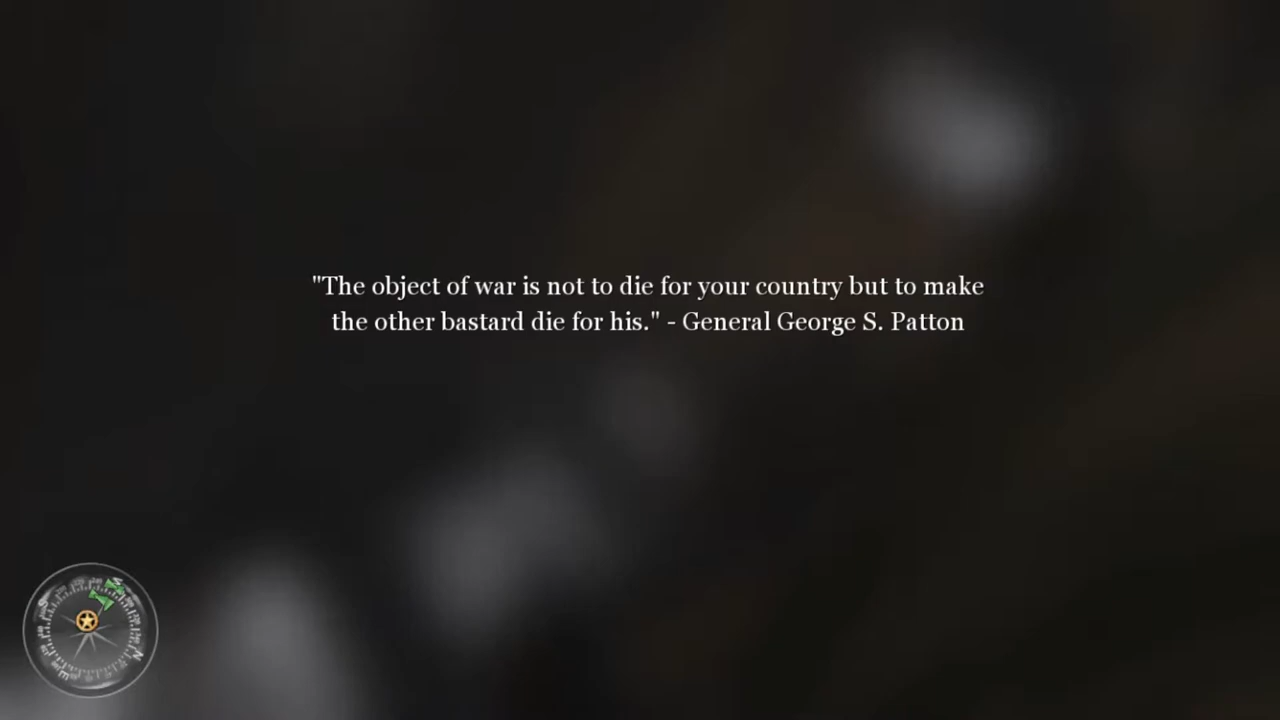 "The object of war is not to die for your country but to make
the other bastard die for his." - General George S. Patton